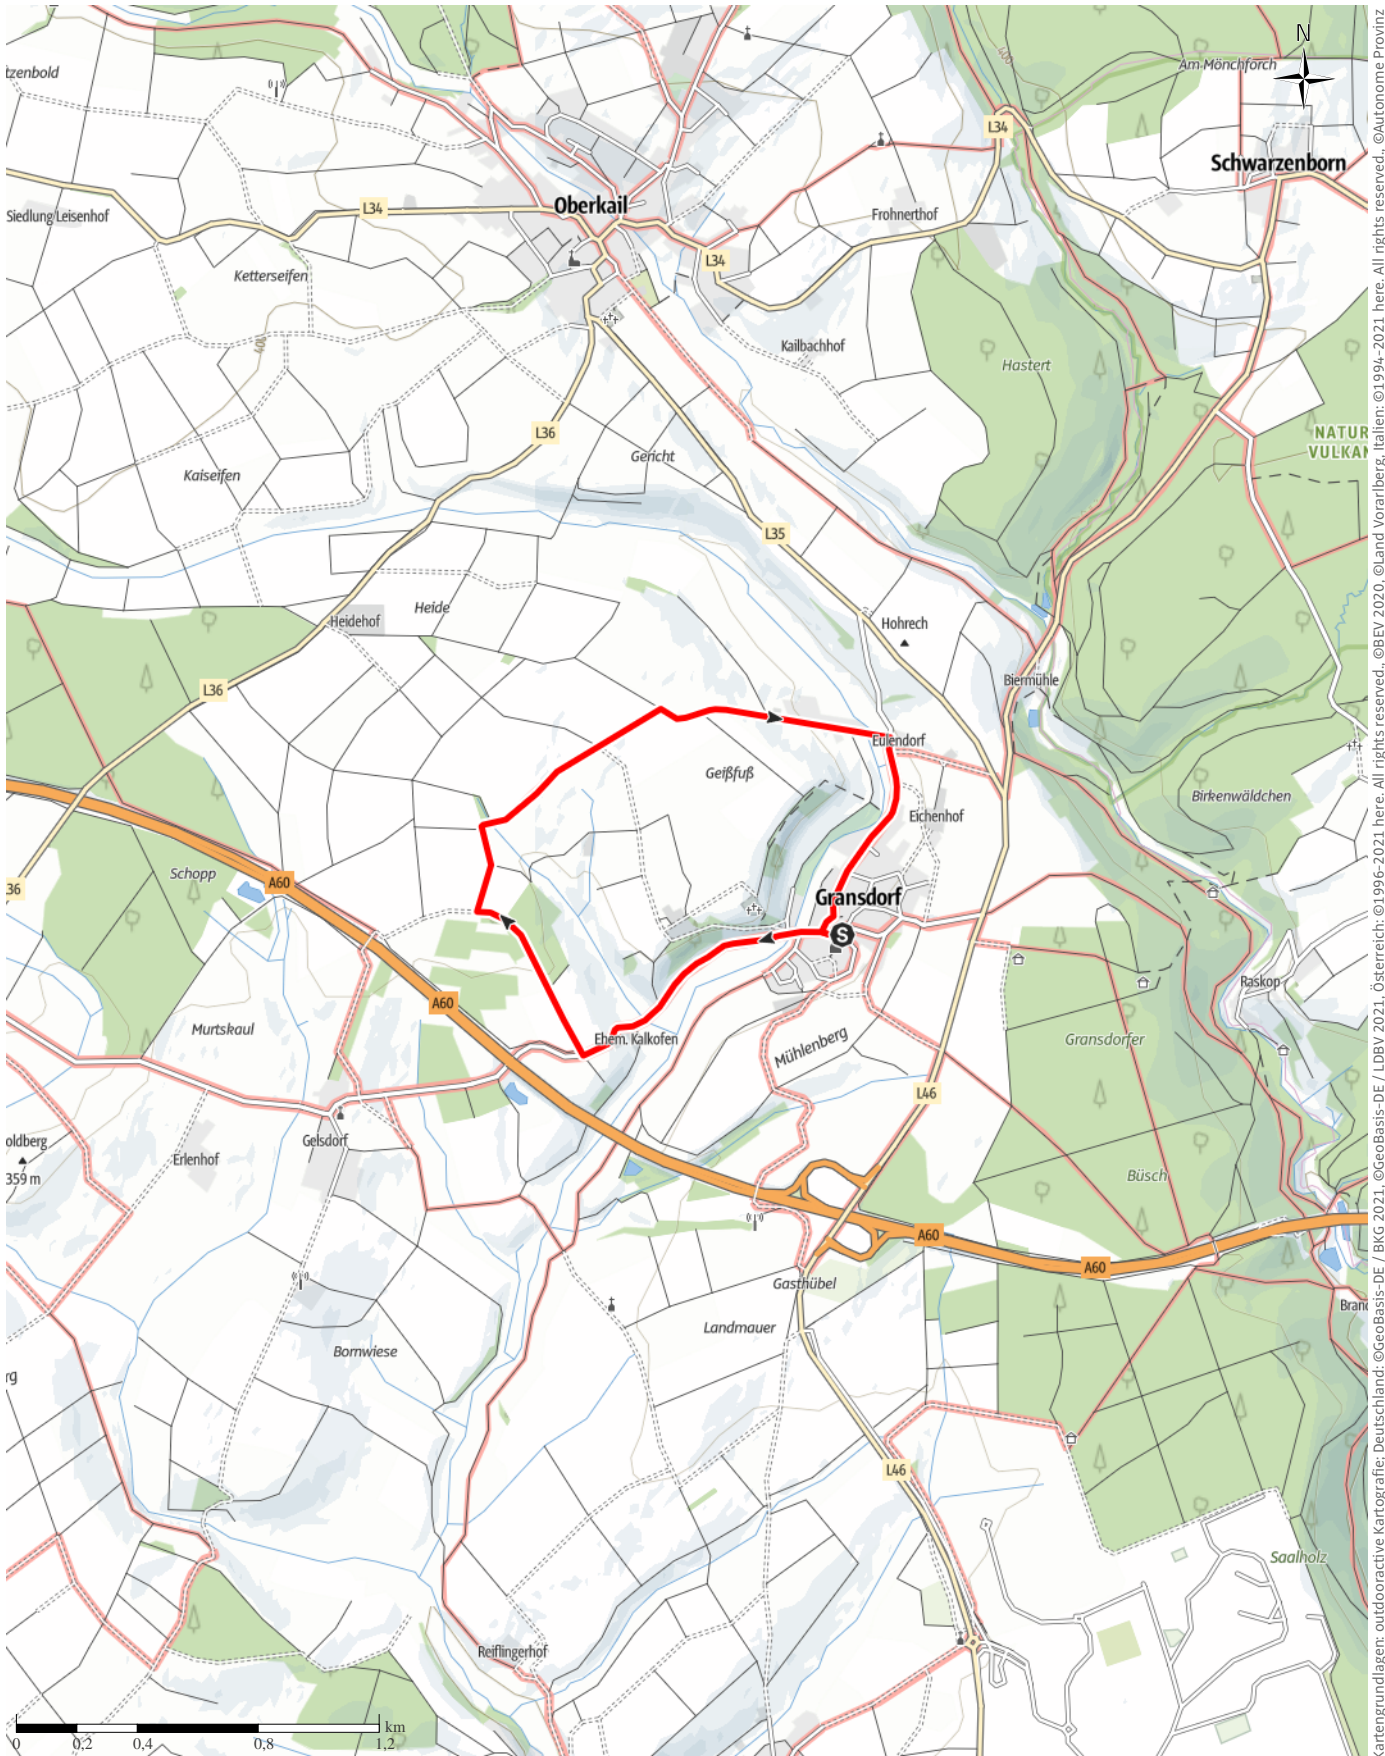 N
Am Mönchforch
tzenbold
400
L34
Schwarzenborn
Oberkail
Siedlung Leisenhof
L34
Frohnerthof
L34
Ketterseifen
400
Kailbachhof
Hastert
L36
NATUR
VULKAN
Gericht
Kaiseifen
L35
Heide
Heidehof
Hohrech
Biermühle
L36
Eulendorf
Geißfuß
Birkenwäldchen
Eichenhof
Schopp
A60
36
Gransdorf
S
Raskop
A60
Murtskaul
Ehem. Kalkofen
Mühlenberg
Gransdorfer
L46
oldberg
359 m
Gelsdorf
Erlenhof
Büsch
A60
A60
Gasthübel
Brand
Landmauer
Bornwiese
rg
L46
Saalholz
Reiflingerhof
km
0
0,2
0,4
0,8
1,2
artengrundlagen: outdooractive Kartografie; Deutschland: ©GeoBasis-DE / BKG 2021, ©GeoBasis-DE / LDBV 2021, Österreich: ©1996-2021 here. All rights reserved., ©BEV 2020, ©Land Vorarlberg, Italien: ©1994-2021 here. All rights reserved., ©Autonome Provinz